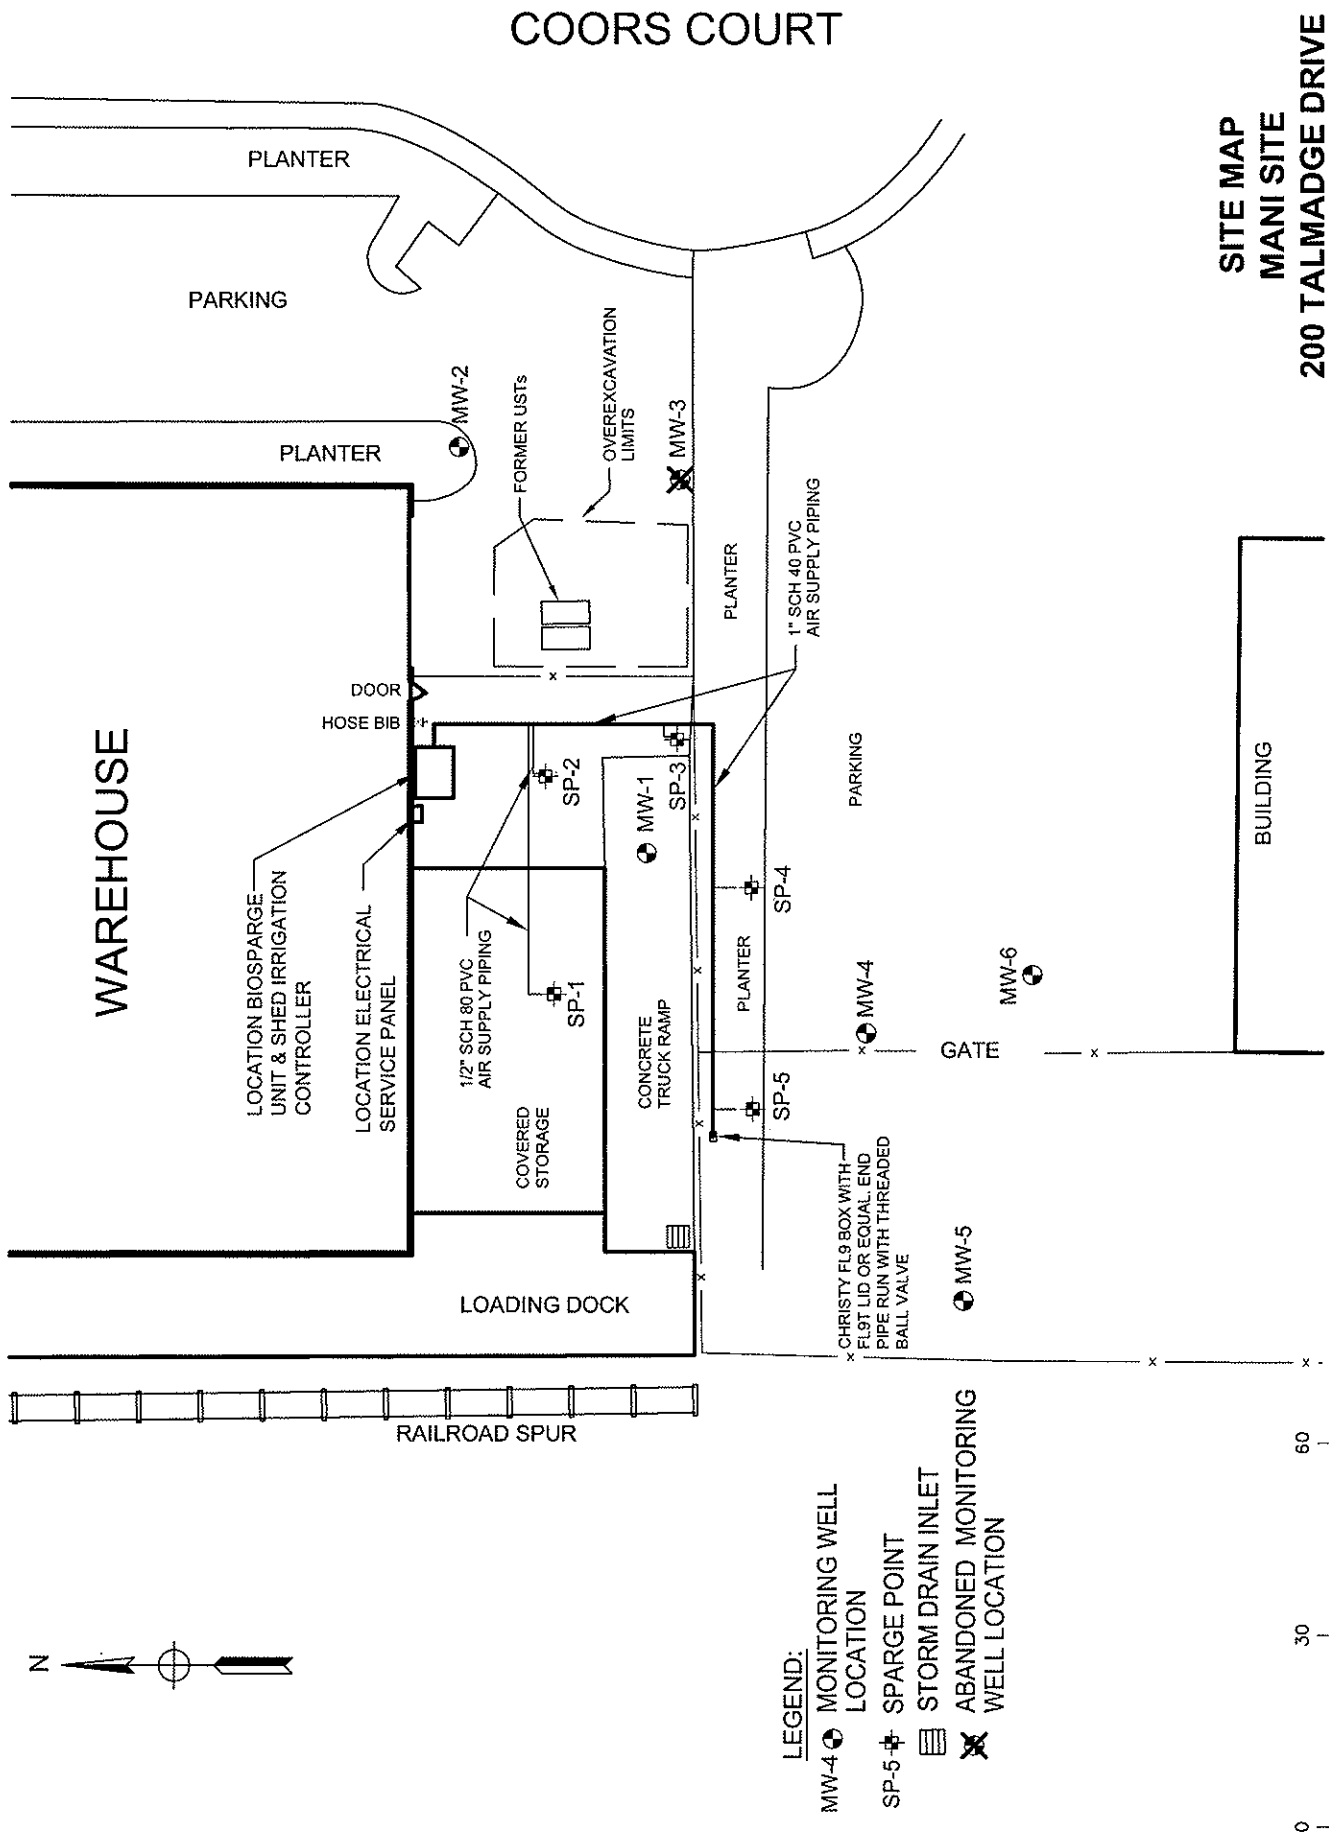 COORS COURT
PLANTER
PARKING
MW-2
PLANTER
FORMER USTs
OVEREXCAVATION
LIMITS
MW-3
SITE MAP
MANI SITE
200 TALMADGE DRIVE
WAREHOUSE
DOOR
HOSE BIB
PLANTER
1" SCH 40 PVC
AIR SUPPLY PIPING
LOCATION BIOSPARGE
UNIT & SHED IRRIGATION
CONTROLLER
LOCATION ELECTRICAL
SERVICE PANEL
1/2" SCH 80 PVC
AIR SUPPLY PIPING
SP-2
SP-3
MW-1
SP-1
PARKING
BUILDING
SP-4
PLANTER
MW-4
MW-6
GATE
CONCRETE
TRUCK RAMP
COVERED
STORAGE
SP-5
CHRISTY FL9 BOX WITH
FL9T LID OR EQUAL. END
PIPE RUN WITH THREADED
BALL VALVE
MW-5
LOADING DOCK
RAILROAD SPUR
N
LEGEND:
MW-4 MONITORING WELL
LOCATION
SP-5 SPARGE POINT
STORM DRAIN INLET
ABANDONED MONITORING
WELL LOCATION
0 30 60